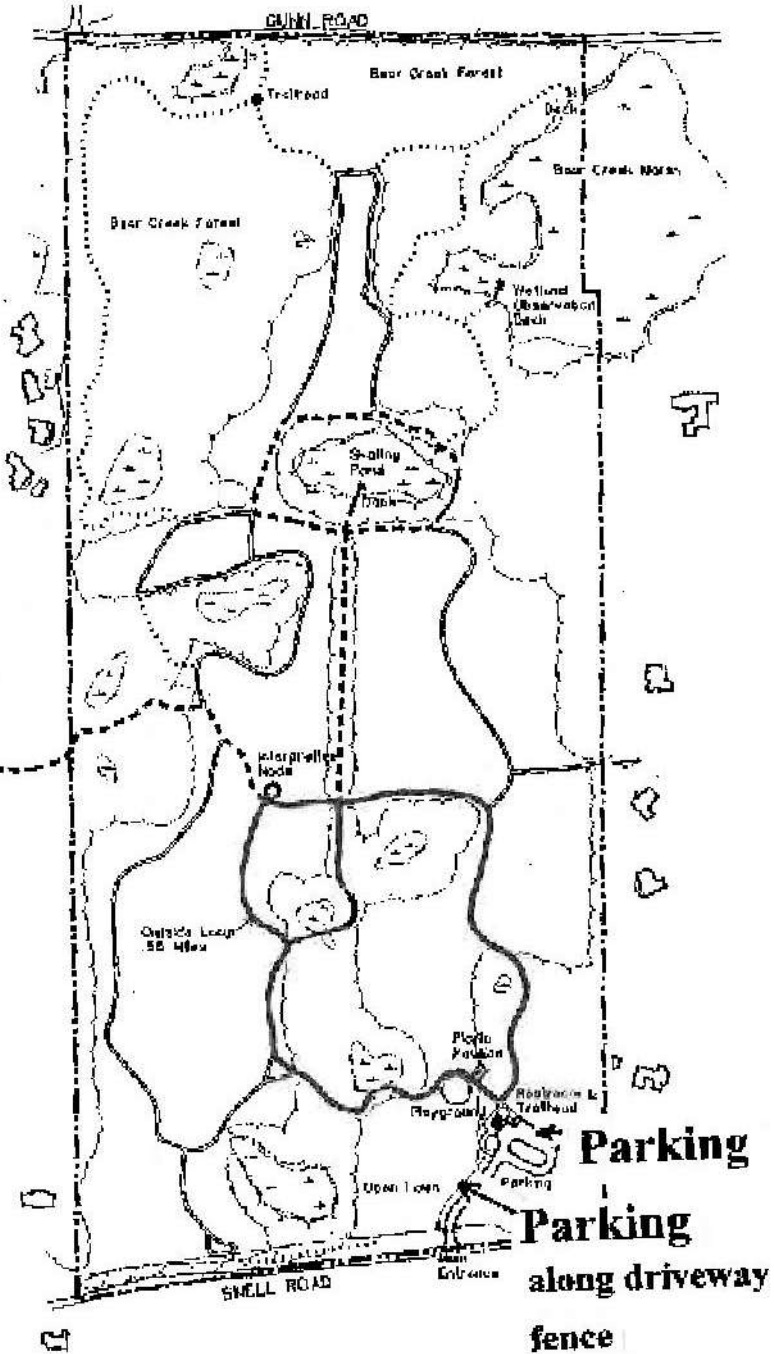 GUNN ROAD
Bear Creek Forest
Trailhead
Deck
Bear Creek Marsh
Bear Creek Forest
Wetland
Observation
Deck
Skating
Pond
Deck
Interpretive
Node
Outside Loop
Miles
Picnic
Pavilion
Restrooms &
Trailhead
Playground
Parking
Parking
Open Lawn
Parking
along driveway
fence
Entrance
SNELL ROAD